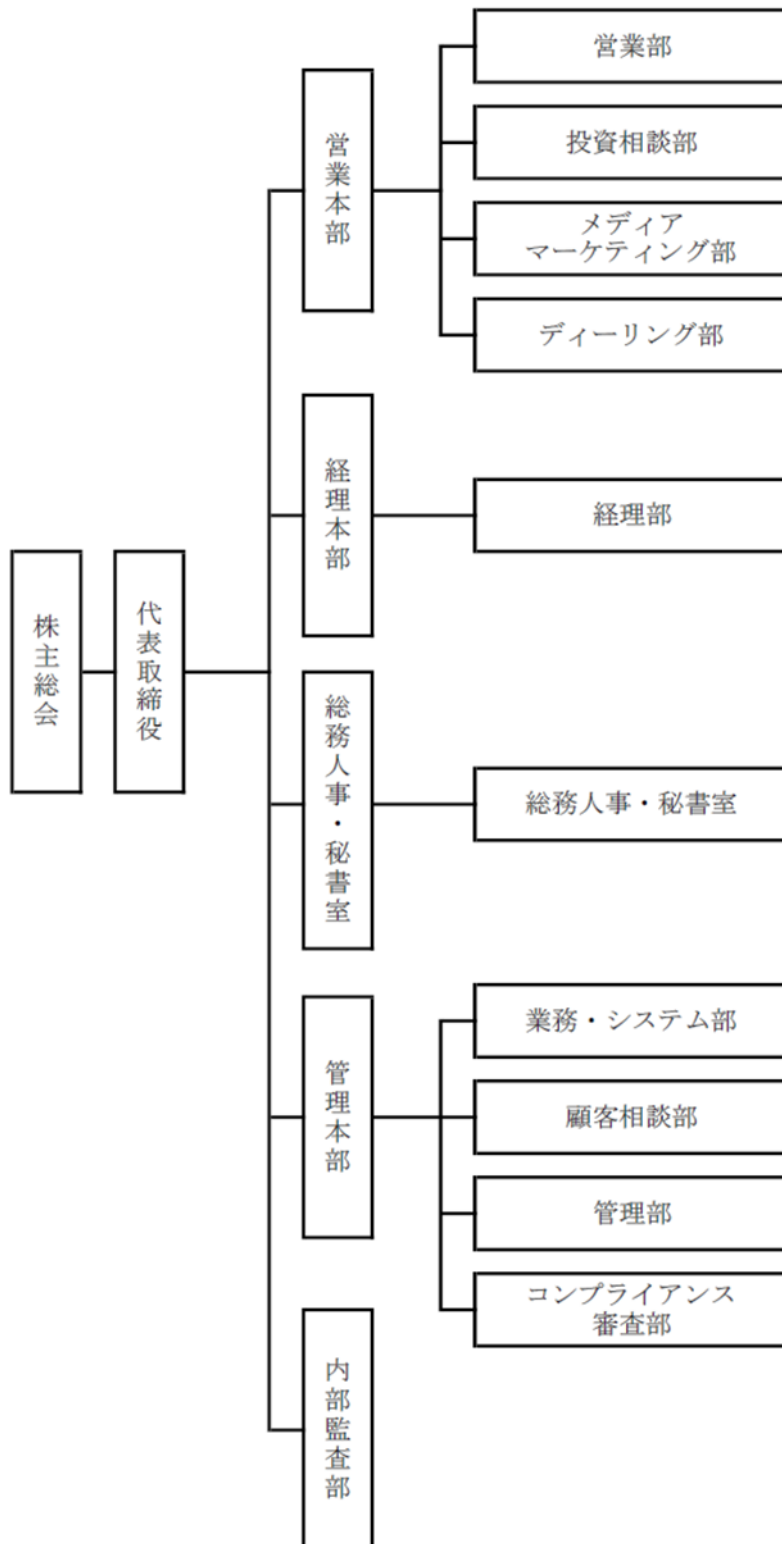 株主総会
代表取締役
営業本部
営業部
投資相談部
メディア
マーケティング部
ディーリング部
経理本部
経理部
総務人事・秘書室
総務人事・秘書室
管理本部
業務・システム部
顧客相談部
管理部
コンプライアンス
審査部
内部監査部